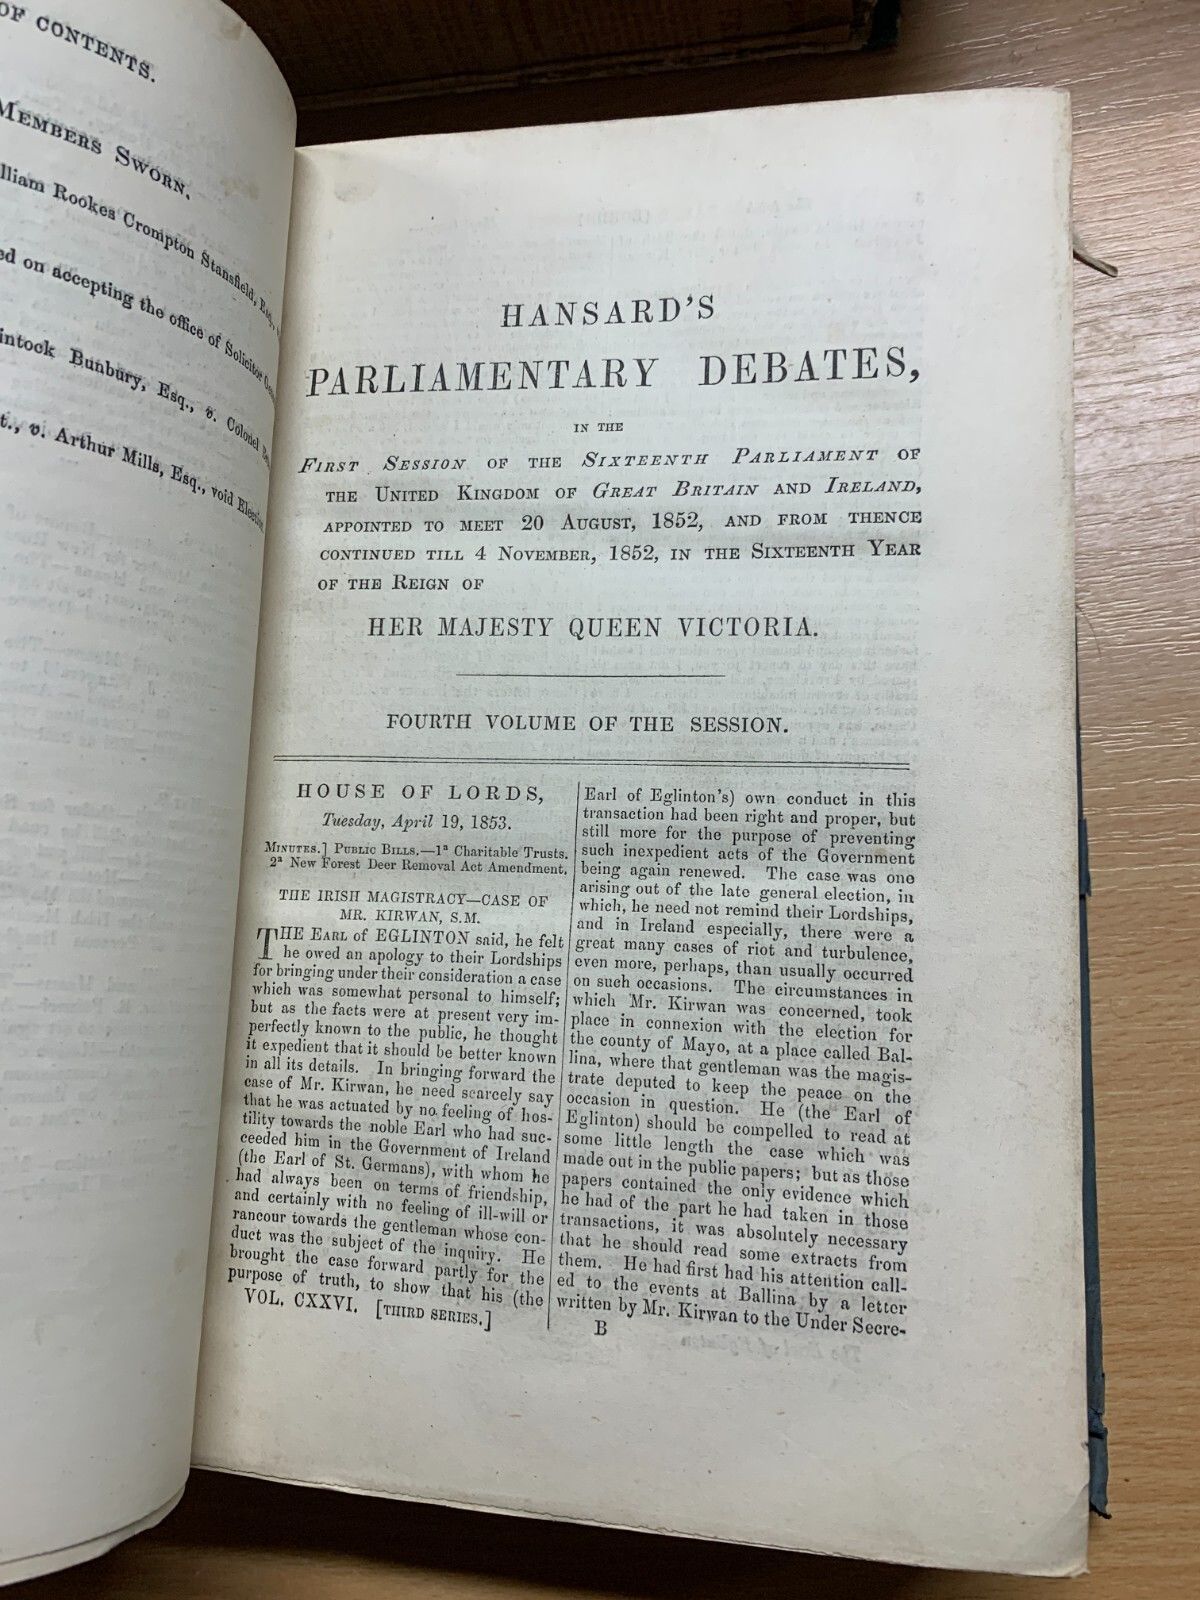 OF CONTENTS.
MEMBERS SWORN.
lliam Rookes Crompton Stansfield, Esq., v.
ed on accepting the office of Solicitor
intock Bunbury, Esq., v. Colonel
t., v. Arthur Mills, Esq., void Election.
HANSARD'S
PARLIAMENTARY DEBATES,
IN THE
FIRST SESSION OF THE SIXTEENTH PARLIAMENT OF
THE UNITED KINGDOM OF GREAT BRITAIN AND IRELAND,
APPOINTED TO MEET 20 AUGUST, 1852, AND FROM THENCE
CONTINUED TILL 4 NOVEMBER, 1852, IN THE SIXTEENTH YEAR
OF THE REIGN OF
HER MAJESTY QUEEN VICTORIA.
FOURTH VOLUME OF THE SESSION.
HOUSE OF LORDS,
Tuesday, April 19, 1853.
MINUTES.] PUBLIC BILLS.—1ª Charitable Trusts.
2ª New Forest Deer Removal Act Amendment.
THE IRISH MAGISTRACY—CASE OF
MR. KIRWAN, S.M.
THE EARL of EGLINTON said, he felt
he owed an apology to their Lordships
for bringing under their consideration a case
which was somewhat personal to himself;
but as the facts were at present very im-
perfectly known to the public, he thought
it expedient that it should be better known
in all its details. In bringing forward the
case of Mr. Kirwan, he need scarcely say
that he was actuated by no feeling of hos-
tility towards the noble Earl who had suc-
ceeded him in the Government of Ireland
(the Earl of St. Germans), with whom he
had always been on terms of friendship,
and certainly with no feeling of ill-will or
rancour towards the gentleman whose con-
duct was the subject of the inquiry. He
brought the case forward partly for the
purpose of truth, to show that his (the
VOL. CXXVI. [THIRD SERIES.]
Earl of Eglinton's) own conduct in this
transaction had been right and proper, but
still more for the purpose of preventing
such inexpedient acts of the Government
being again renewed. The case was one
arising out of the late general election, in
which, he need not remind their Lordships,
and in Ireland especially, there were a
great many cases of riot and turbulence,
even more, perhaps, than usually occurred
on such occasions. The circumstances in
which Mr. Kirwan was concerned, took
place in connexion with the election for
the county of Mayo, at a place called Bal-
lina, where that gentleman was the magis-
trate deputed to keep the peace on the
occasion in question. He (the Earl of
Eglinton) should be compelled to read at
some little length the case which was
made out in the public papers; but as those
papers contained the only evidence which
he had of the part he had taken in those
transactions, it was absolutely necessary
that he should read some extracts from
them. He had first had his attention call-
ed to the events at Ballina by a letter
written by Mr. Kirwan to the Under Secre-
B